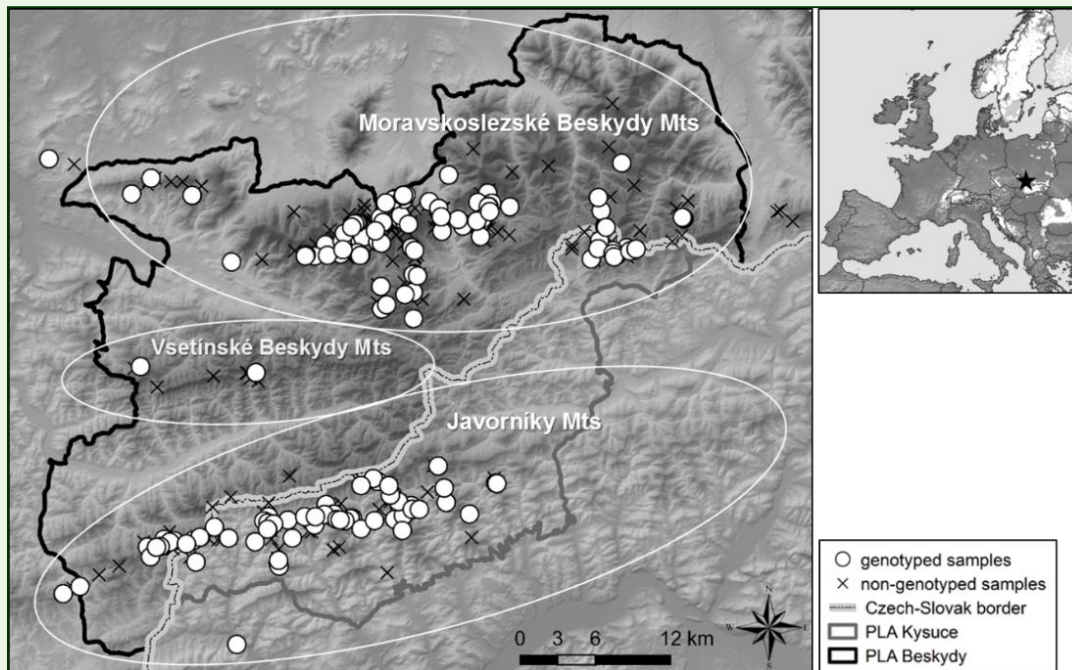 Moravskoslezské Beskydy Mts
Vsetínské Beskydy Mts
Javorníky Mts
genotyped samples
non-genotyped samples
Czech-Slovak border
PLA Kysuce
PLA Beskydy
0 3 6 12 km
N
W E
S